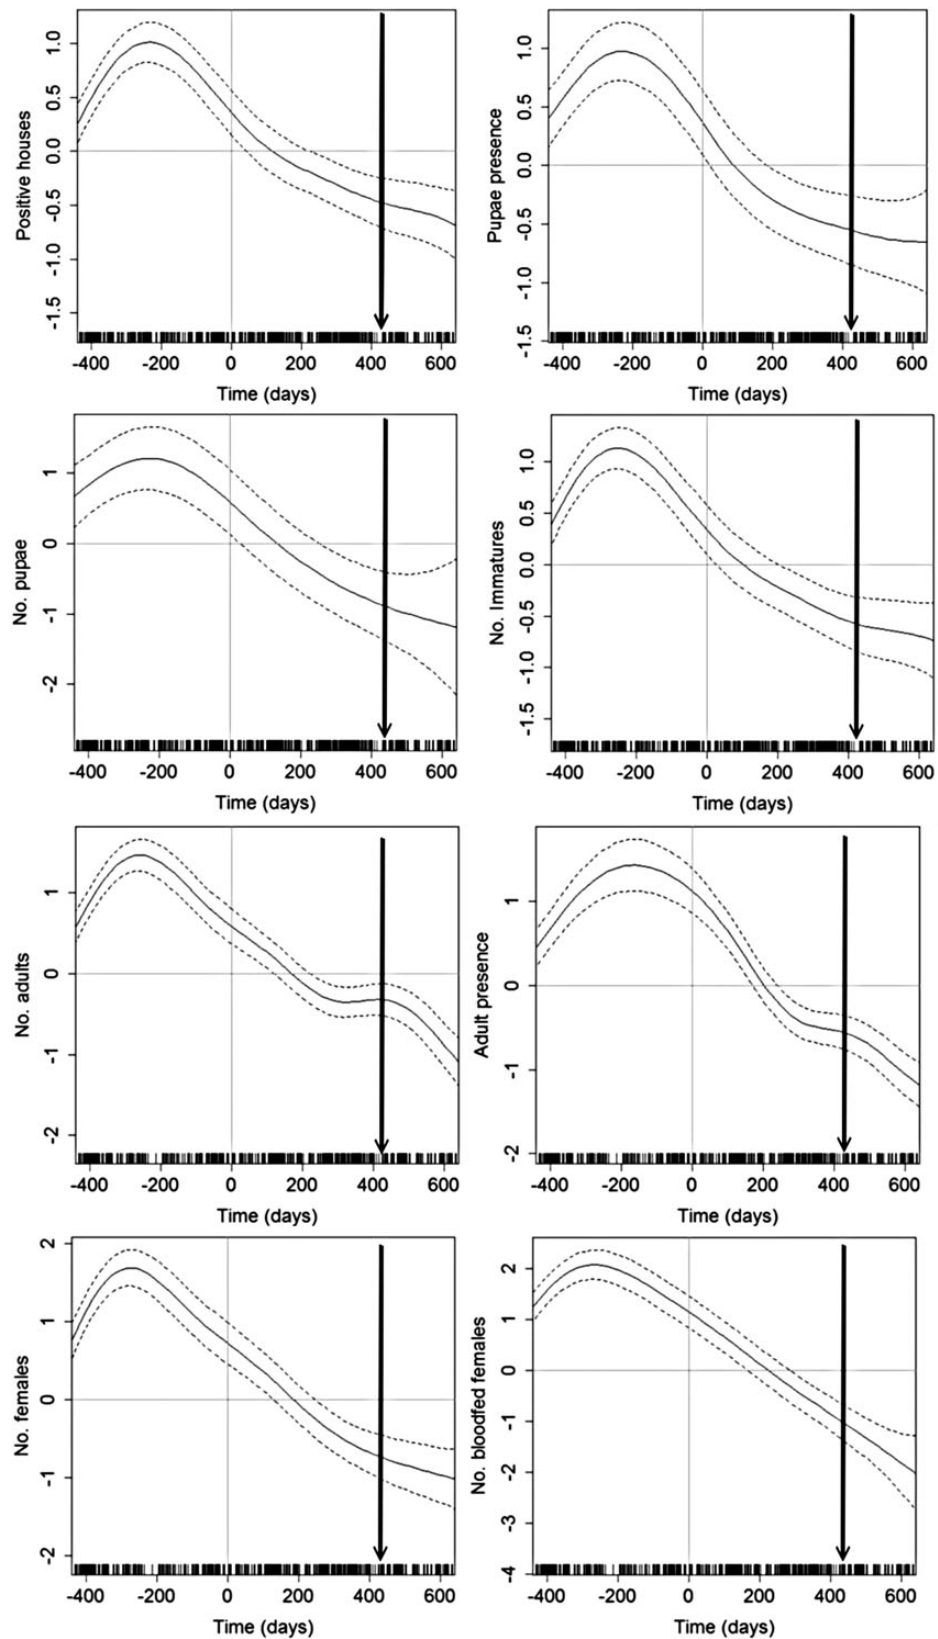 Positive houses
1.0
0.5
0.0
-0.5
-1.0
-1.5
-400 -200 0 200 400 600
Time (days)
Pupae presence
1.0
0.5
0.0
-0.5
-1.0
-1.5
-400 -200 0 200 400 600
Time (days)
No. pupae
1
0
-1
-2
-400 -200 0 200 400 600
Time (days)
No. Immatures
1.0
0.5
0.0
-0.5
-1.0
-1.5
-400 -200 0 200 400 600
Time (days)
No. adults
1
0
-1
-2
-400 -200 0 200 400 600
Time (days)
Adult presence
1
0
-1
-2
-400 -200 0 200 400 600
Time (days)
No. females
2
1
0
-1
-2
-400 -200 0 200 400 600
Time (days)
No. bloodfed females
2
1
0
-1
-2
-3
-4
-400 -200 0 200 400 600
Time (days)